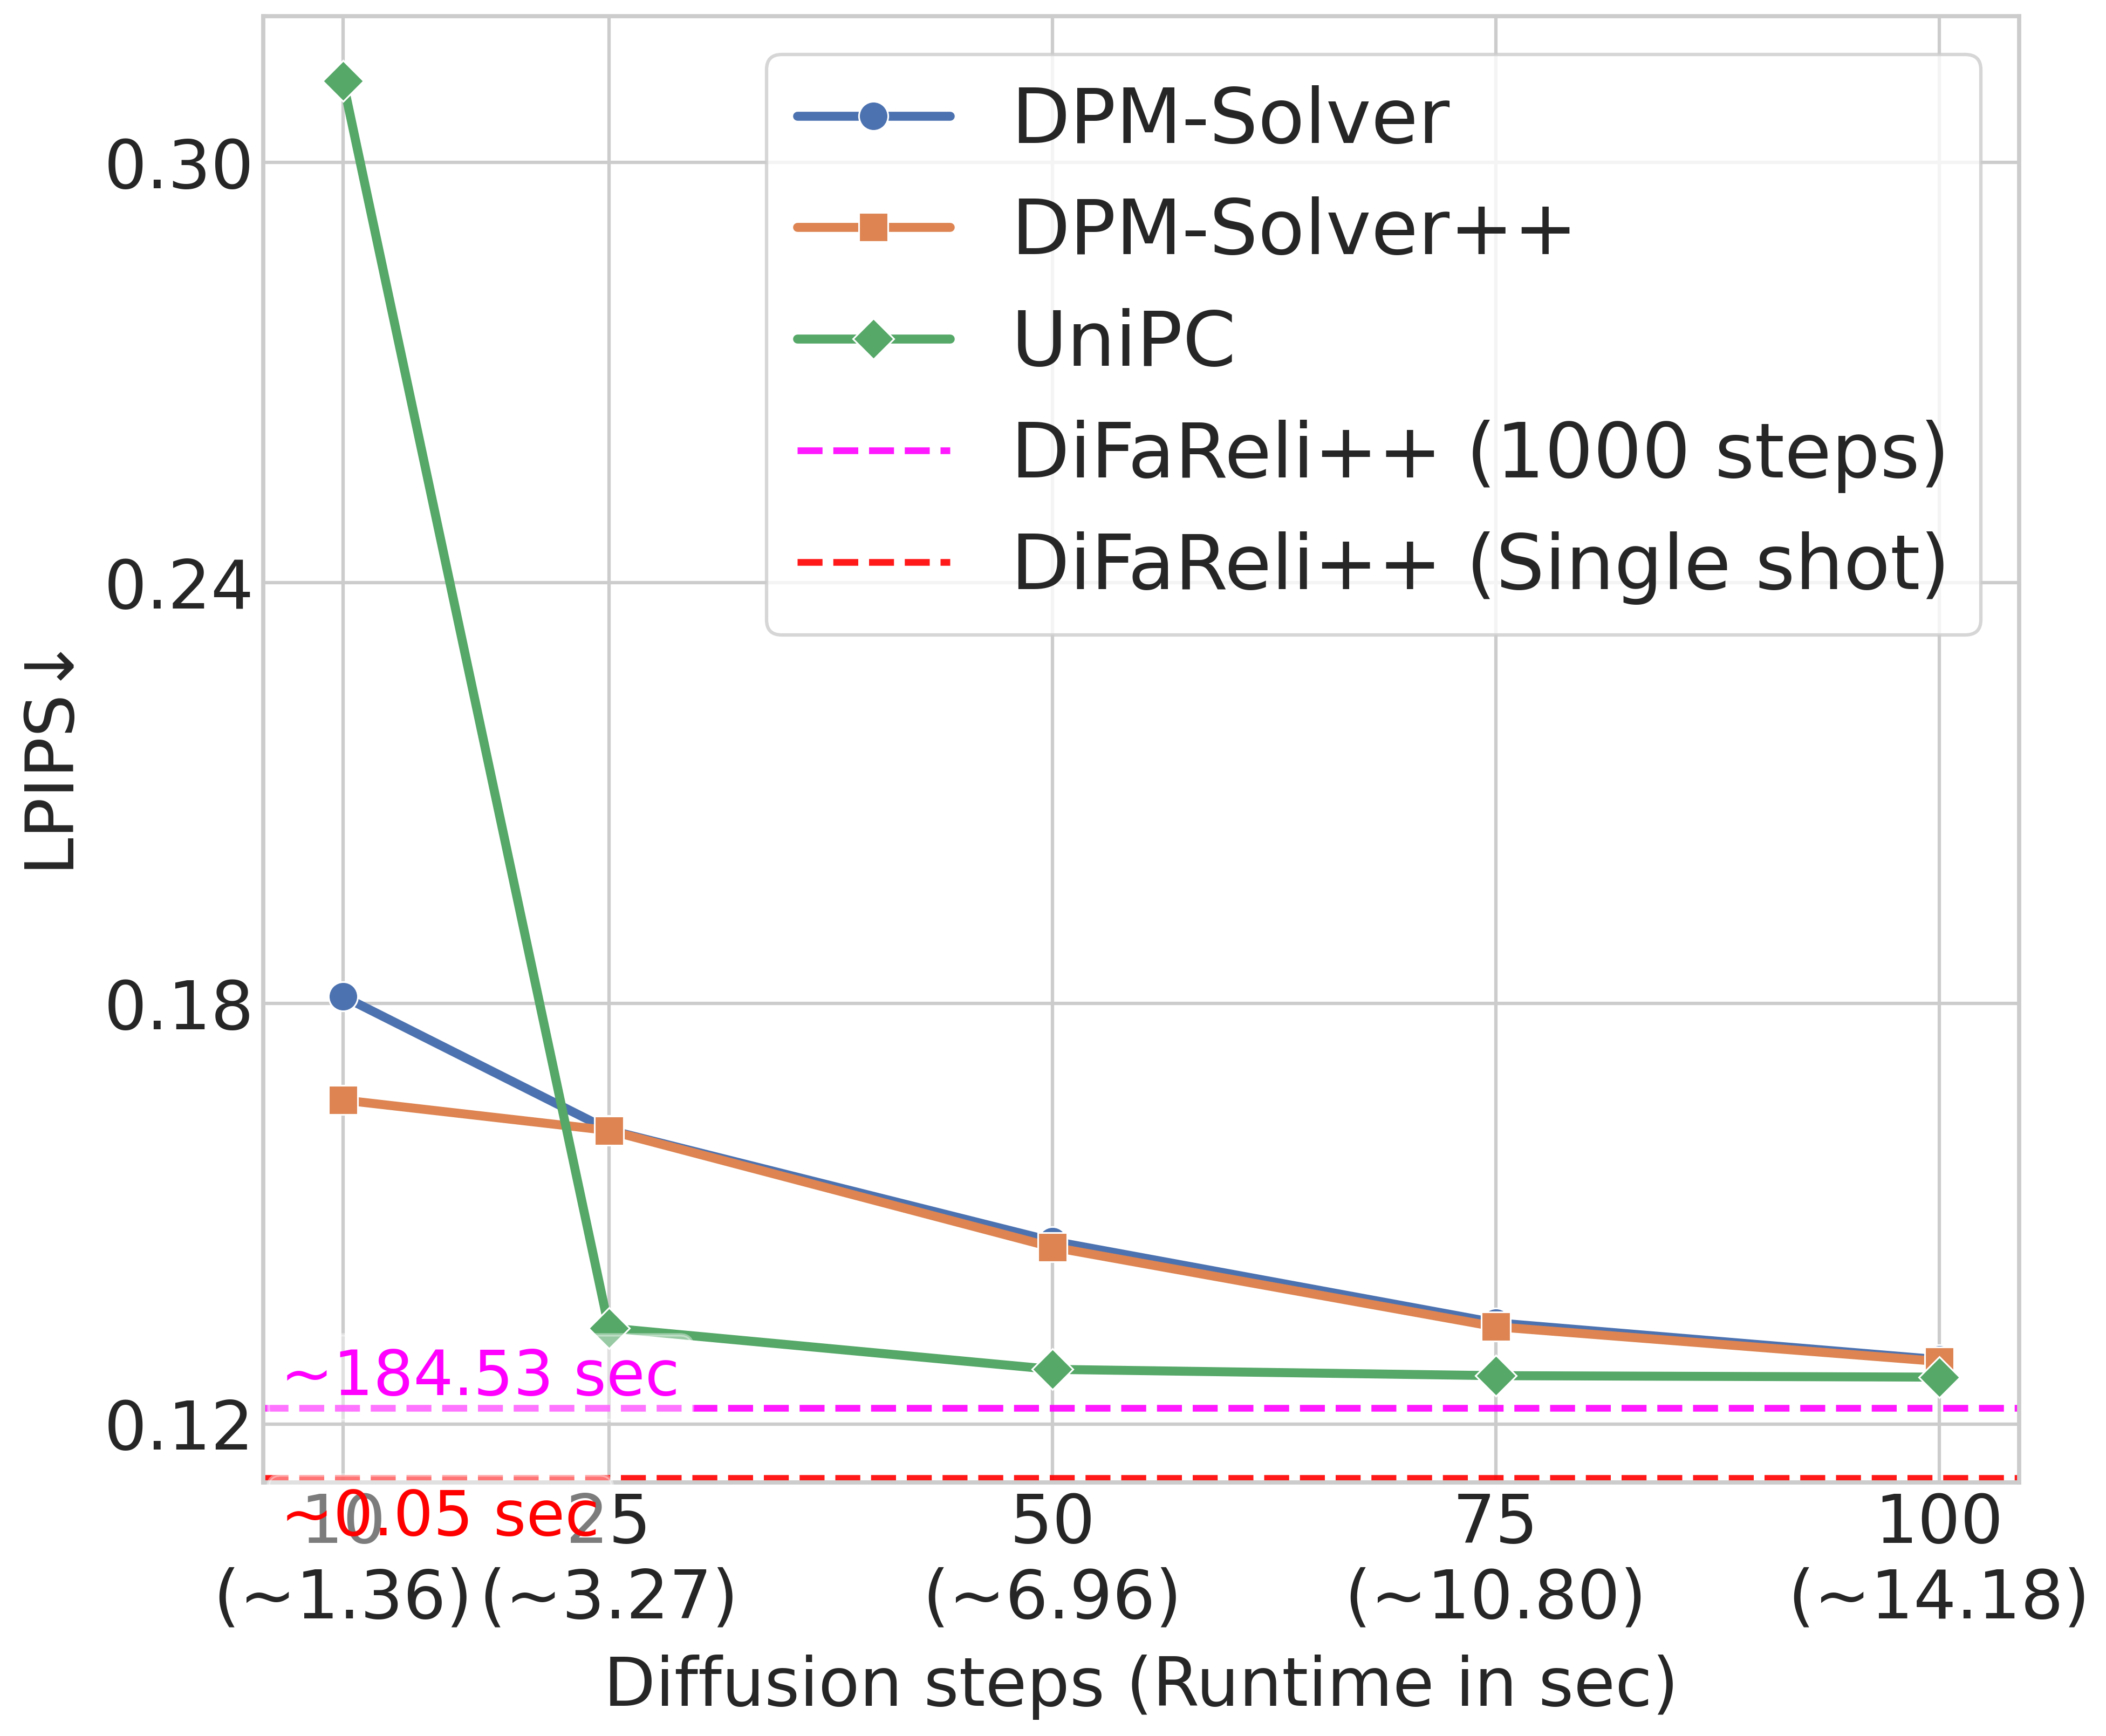 LPIPS↓
0.30
0.24
0.18
0.12
DPM-Solver
DPM-Solver++
UniPC
DiFaReli++ (1000 steps)
DiFaReli++ (Single shot)
~184.53 sec
~0.05 sec
10 25 50 75 100
(~1.36) (~3.27) (~6.96) (~10.80) (~14.18)
Diffusion steps (Runtime in sec)